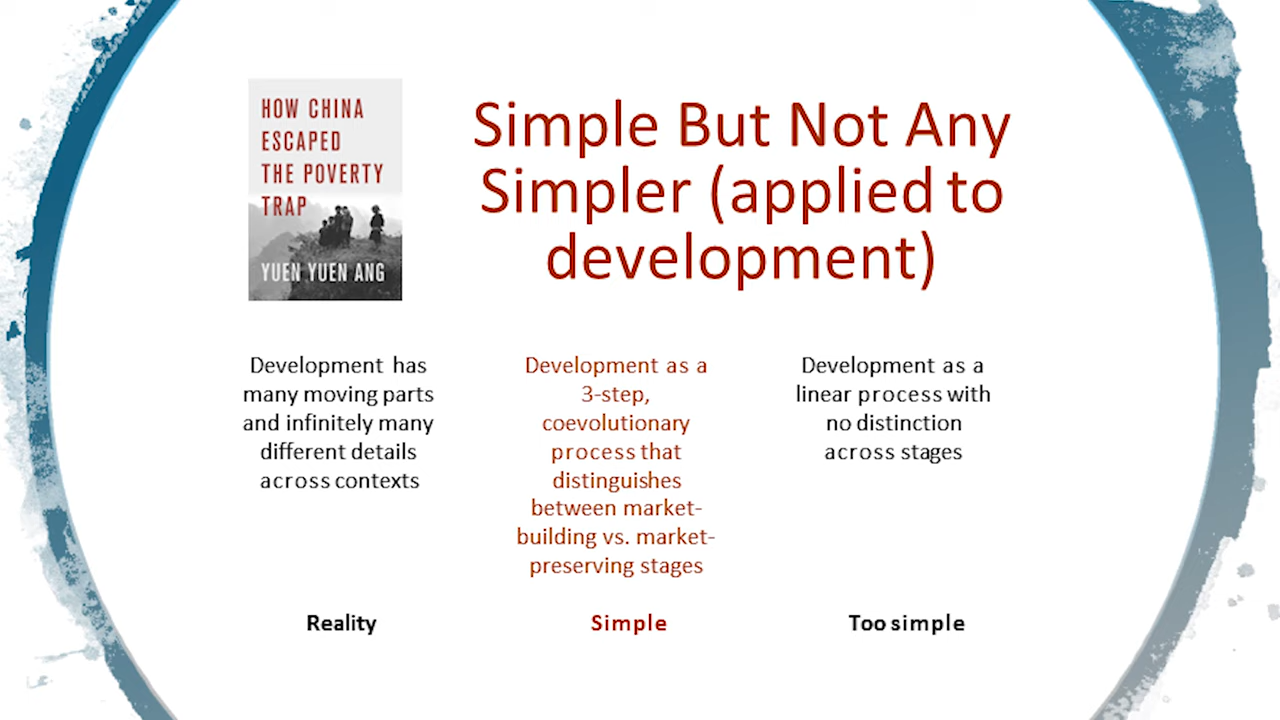 HOW CHINA
ESCAPED
THE POVERTY
TRAP
YUEN YUEN ANG
Simple But Not Any
Simpler (applied to
development)
Development has
many moving parts
and infinitely many
different details
across contexts
Development as a
3-step,
coevolutionary
process that
distinguishes
between market-
building vs. market-
preserving stages
Development as a
linear process with
no distinction
across stages
Reality
Simple
Too simple